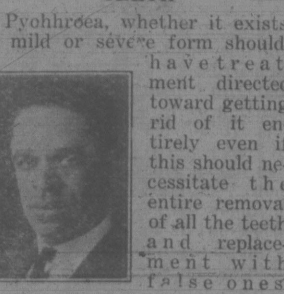 Pyohhroea, whether it exists
mild or severe form should
have treat
ment directed
toward getting
rid of it en
tirely even if
this should ne
cessitate the
entire removal
of all the teeth
and replace-
ment with
false ones